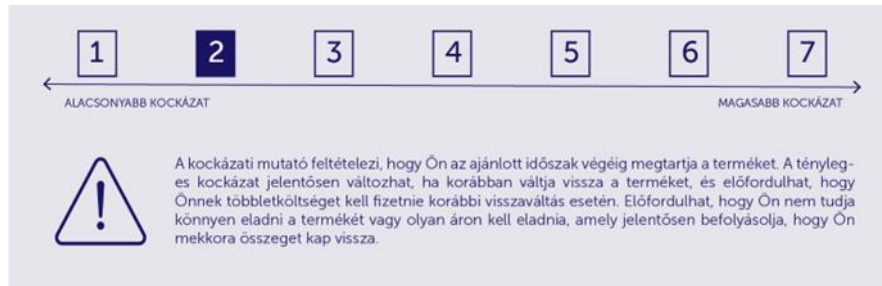 1 2 3 4 5 6 7
ALACSONYABB KOCKÁZAT MAGASABB KOCKÁZAT
A kockázati mutató feltételezi, hogy Ön az ajánlott időszak végéig megtartja a terméket. A tényleg-
es kockázat jelentősen változhat, ha korábban váltja vissza a terméket, és előfordulhat, hogy
Önnek többletköltséget kell fizetnie korábbi visszaváltás esetén. Előfordulhat, hogy Ön nem tudja
könnyen eladni a termékét vagy olyan áron kell eladnia, amely jelentősen befolyásolja, hogy Ön
mekkora összeget kap vissza.